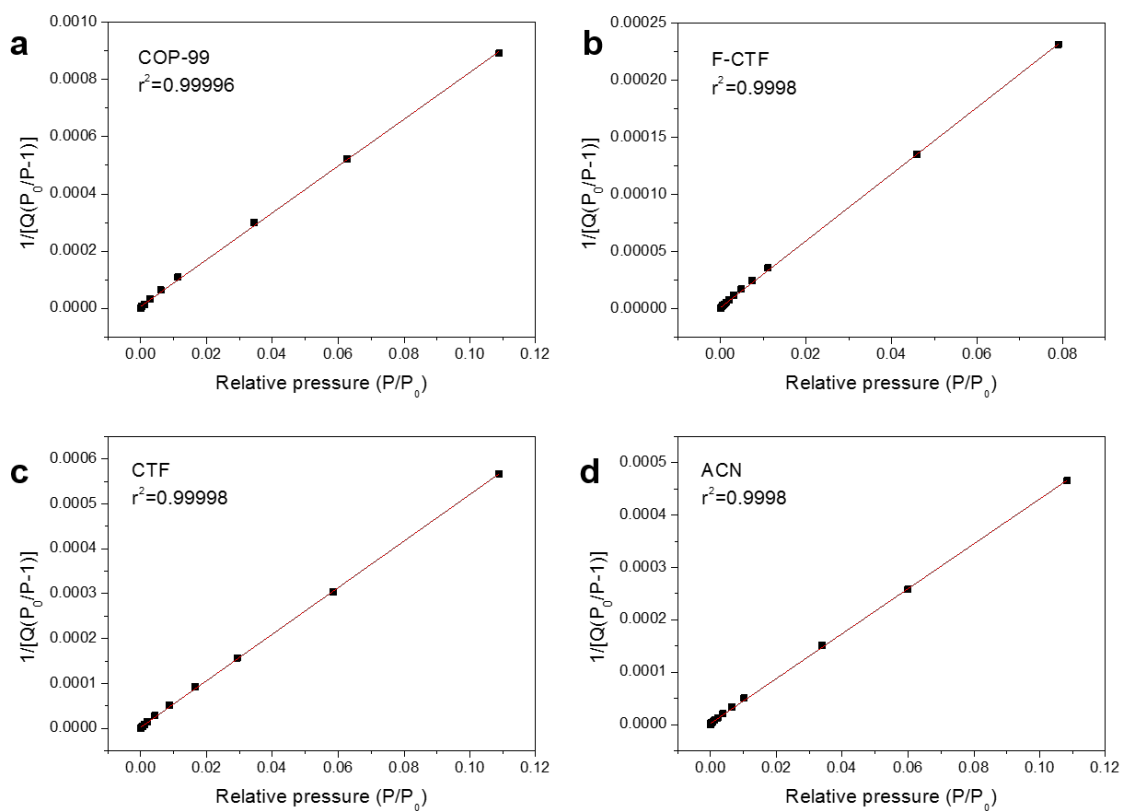 a
COP-99
r²=0.99996
1/[Q(P₀/P-1)]
0.0010
0.0008
0.0006
0.0004
0.0002
0.0000
0.00 0.02 0.04 0.06 0.08 0.10 0.12
Relative pressure (P/P₀)
b
F-CTF
r²=0.9998
1/[Q(P₀/P-1)]
0.00025
0.00020
0.00015
0.00010
0.00005
0.00000
0.00 0.02 0.04 0.06 0.08
Relative pressure (P/P₀)
c
CTF
r²=0.99998
1/[Q(P₀/P-1)]
0.0006
0.0005
0.0004
0.0003
0.0002
0.0001
0.0000
0.00 0.02 0.04 0.06 0.08 0.10 0.12
Relative pressure (P/P₀)
d
ACN
r²=0.9998
1/[Q(P₀/P-1)]
0.0005
0.0004
0.0003
0.0002
0.0001
0.0000
0.00 0.02 0.04 0.06 0.08 0.10 0.12
Relative pressure (P/P₀)